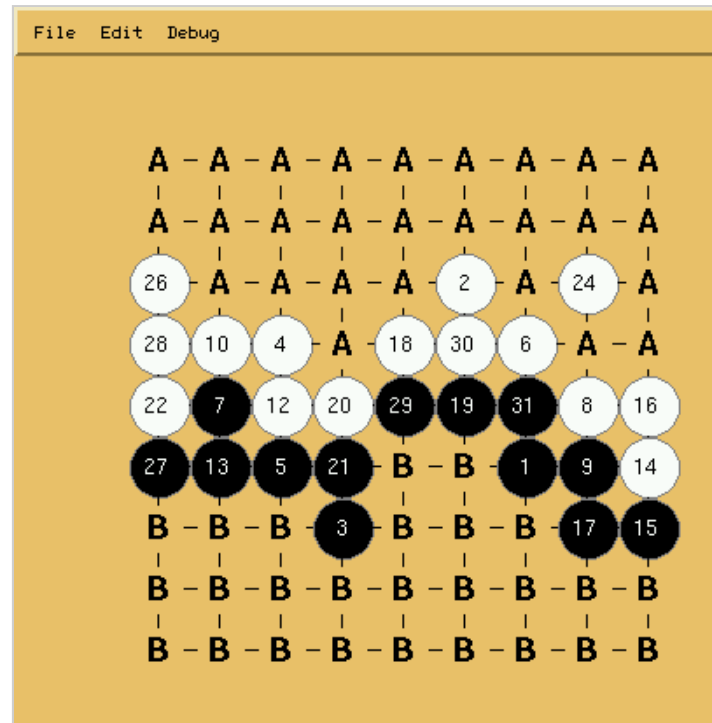 File Edit Debug
A - A - A - A - A - A - A - A - A
A - A - A - A - A - A - A - A - A
26 A - A - A - A 2 A 24 A
28 10 4 A 18 30 6 A - A
22 7 12 20 29 19 31 8 16
27 13 5 21 B - B 1 9 14
B - B - B 3 B - B - B 17 15
B - B - B - B - B - B - B - B - B
B - B - B - B - B - B - B - B - B